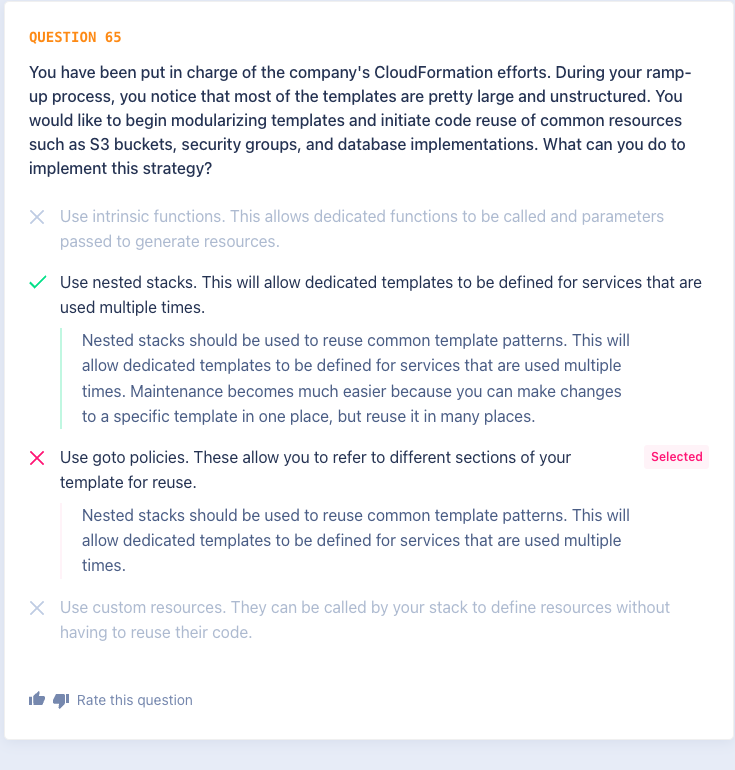 QUESTION 65
You have been put in charge of the company's CloudFormation efforts. During your ramp-
up process, you notice that most of the templates are pretty large and unstructured. You
would like to begin modularizing templates and initiate code reuse of common resources
such as S3 buckets, security groups, and database implementations. What can you do to
implement this strategy?
Use intrinsic functions. This allows dedicated functions to be called and parameters
passed to generate resources.
Use nested stacks. This will allow dedicated templates to be defined for services that are
used multiple times.
Nested stacks should be used to reuse common template patterns. This will
allow dedicated templates to be defined for services that are used multiple
times. Maintenance becomes much easier because you can make changes
to a specific template in one place, but reuse it in many places.
Use goto policies. These allow you to refer to different sections of your
template for reuse.
Selected
Nested stacks should be used to reuse common template patterns. This will
allow dedicated templates to be defined for services that are used multiple
times.
Use custom resources. They can be called by your stack to define resources without
having to reuse their code.
Rate this question